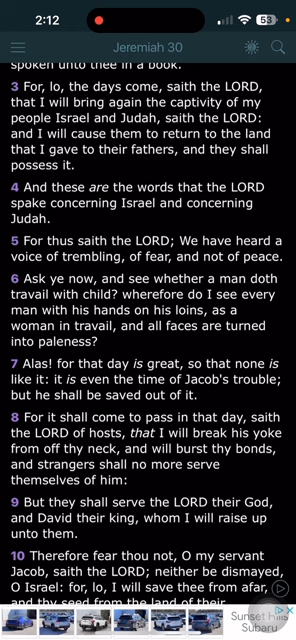 2:12
53
Jeremiah 30
spoken unto thee in a book.
3 For, lo, the days come, saith the LORD,
that I will bring again the captivity of my
people Israel and Judah, saith the LORD:
and I will cause them to return to the land
that I gave to their fathers, and they shall
possess it.
4 And these are the words that the LORD
spake concerning Israel and concerning
Judah.
5 For thus saith the LORD; We have heard a
voice of trembling, of fear, and not of peace.
6 Ask ye now, and see whether a man doth
travail with child? wherefore do I see every
man with his hands on his loins, as a
woman in travail, and all faces are turned
into paleness?
7 Alas! for that day is great, so that none is
like it: it is even the time of Jacob's trouble;
but he shall be saved out of it.
8 For it shall come to pass in that day, saith
the LORD of hosts, that I will break his yoke
from off thy neck, and will burst thy bonds,
and strangers shall no more serve
themselves of him:
9 But they shall serve the LORD their God,
and David their king, whom I will raise up
unto them.
10 Therefore fear thou not, O my servant
Jacob, saith the LORD; neither be dismayed,
O Israel: for, lo, I will save thee from afar,
and thy seed from the land of their
Sunset Hills
Subaru